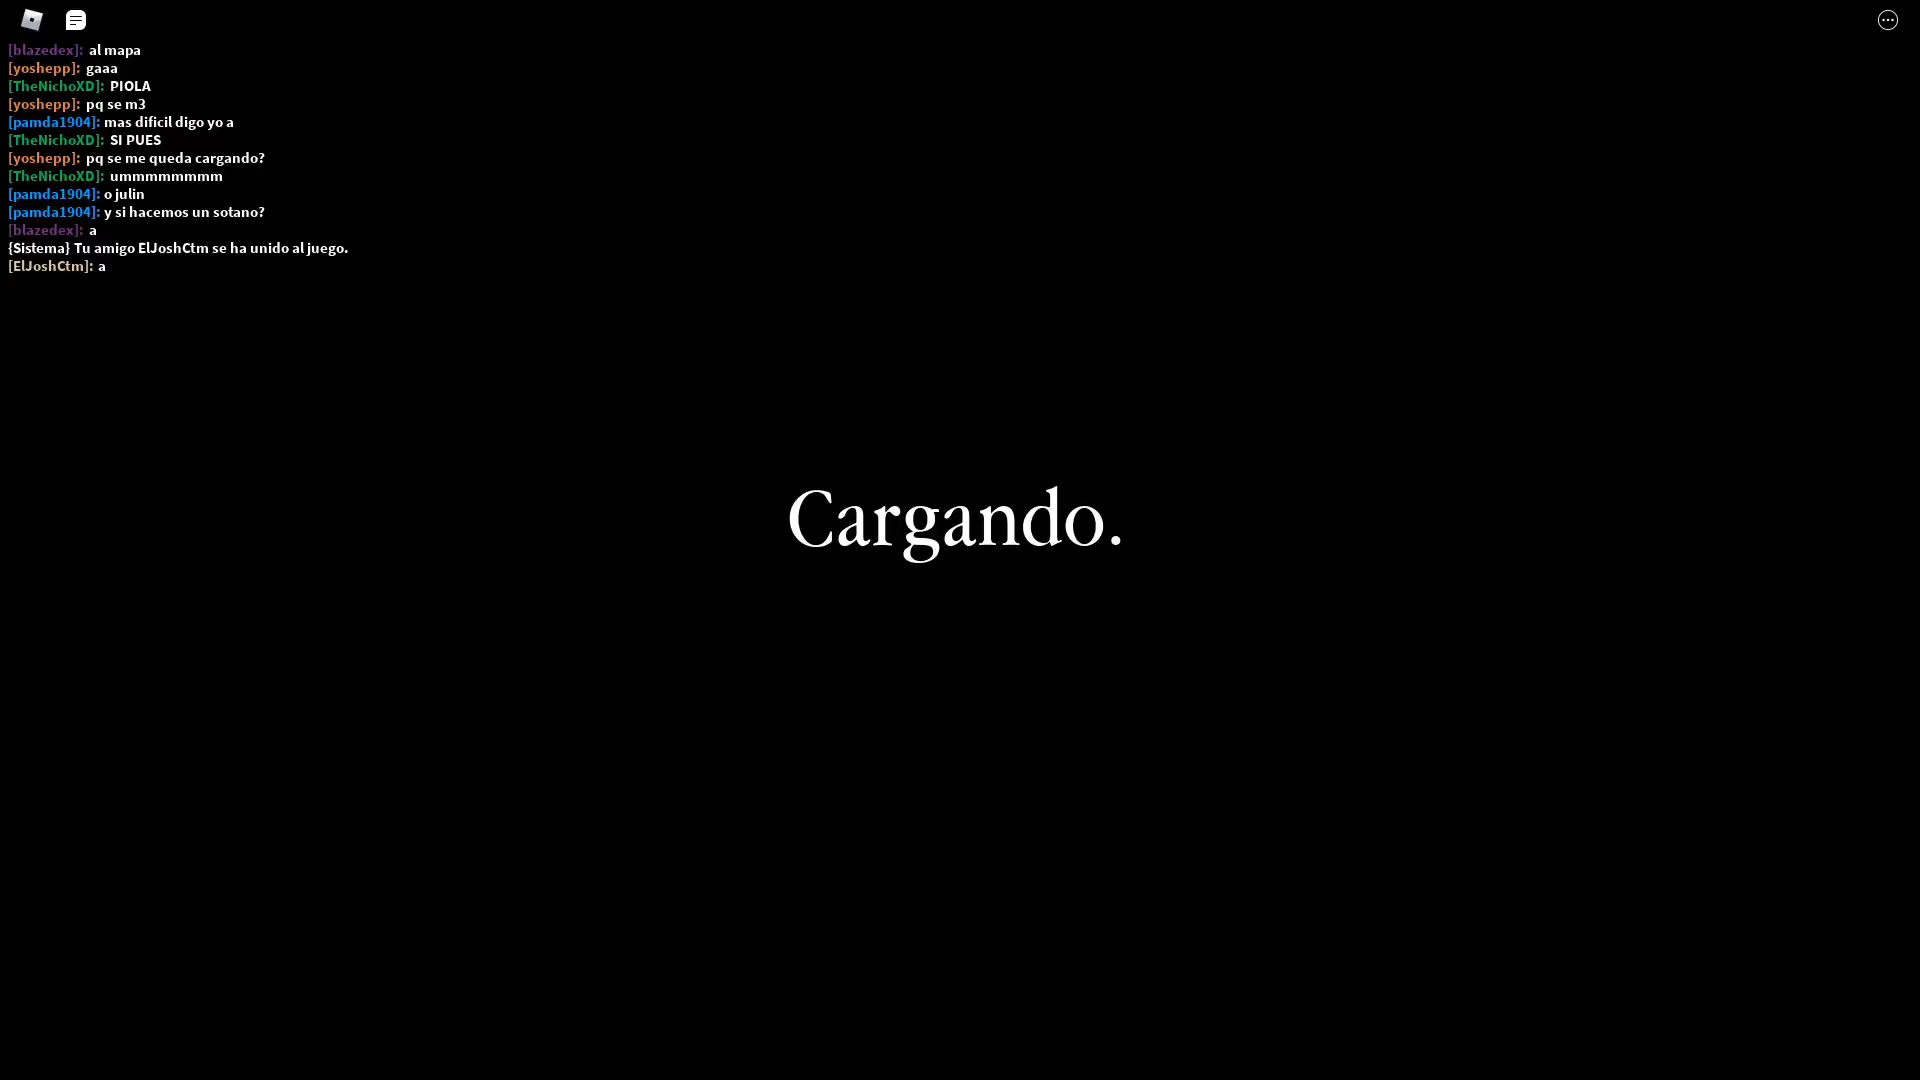 [blazedex]: al mapa
[yoshepp]: gaaa
[TheNichoXD]: PIOLA
[yoshepp]: pq se m3
[pamda1904]: mas dificil digo yo a
[TheNichoXD]: SI PUES
[yoshepp]: pq se me queda cargando?
[TheNichoXD]: ummmmmmmm
[pamda1904]: o julin
[pamda1904]: y si hacemos un sotano?
[blazedex]: a
{Sistema} Tu amigo ElJoshCtm se ha unido al juego.
[ElJoshCtm]: a
Cargando.